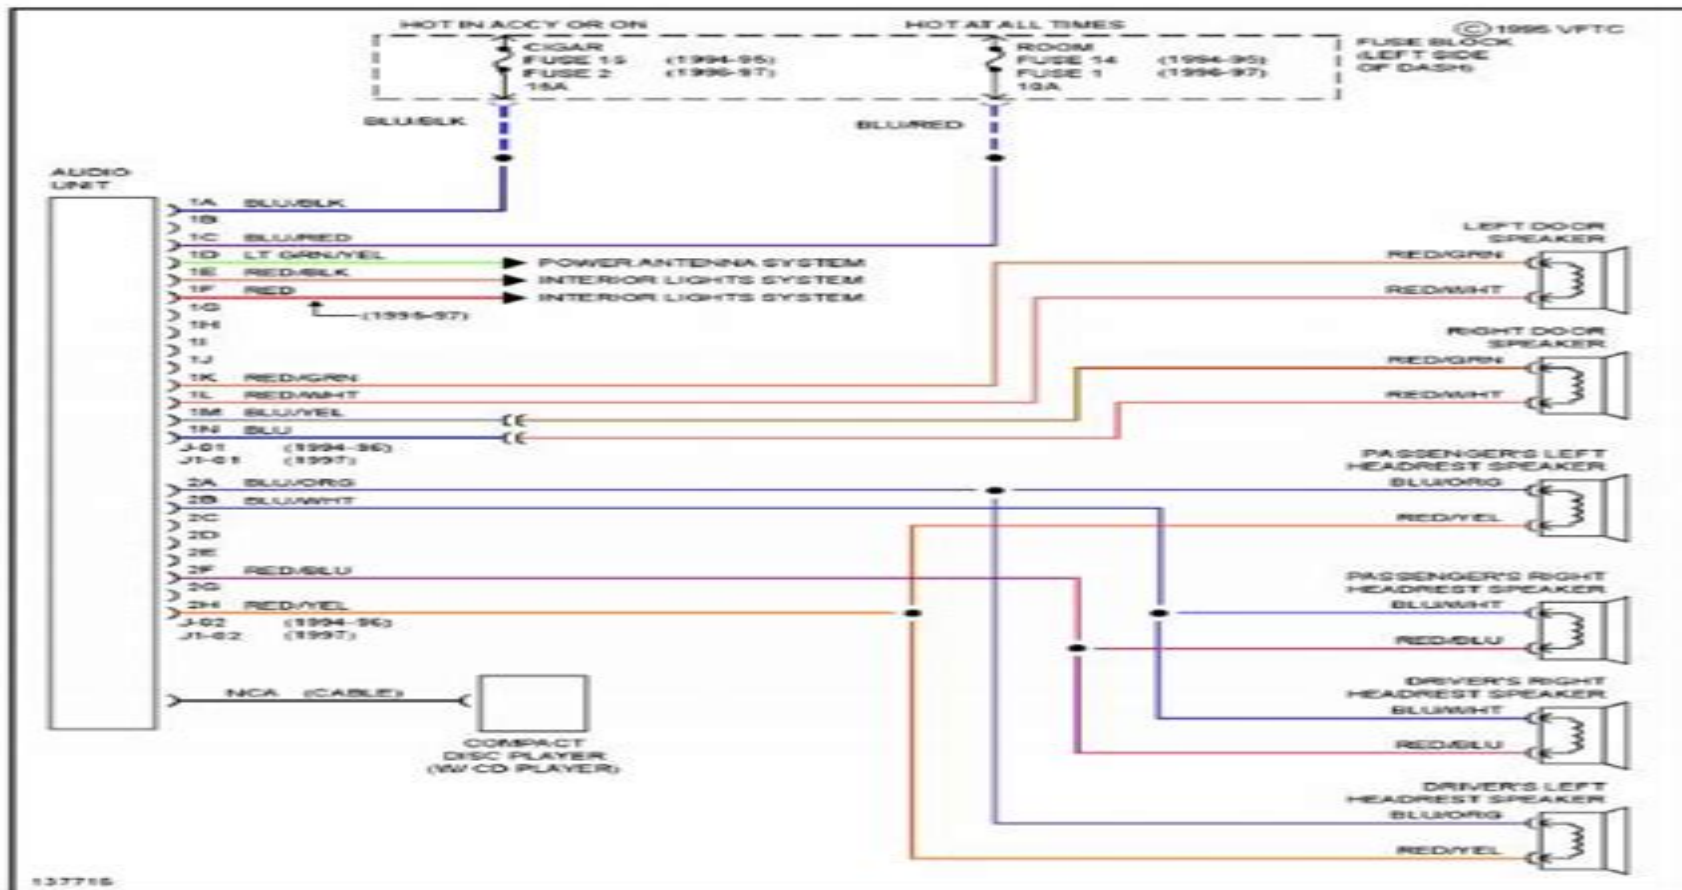 HOT IN ACCY OR ON
HOT AT ALL TIMES
© 1995 VFTC
CIGAR
FUSE 15 (1994-95)
FUSE 2 (1996-97)
15A
ROOM
FUSE 14 (1994-95)
FUSE 1 (1996-97)
10A
FUSE BLOCK
(LEFT SIDE
OF DASH)
BLU/BLK
BLU/RED
AUDIO
UNIT
1A BLU/BLK
1B
1C BLU/RED
1D LT GRN/YEL
POWER ANTENNA SYSTEM
1E RED/BLK
INTERIOR LIGHTS SYSTEM
1F RED
INTERIOR LIGHTS SYSTEM
1G
1H
1I
1J
1K RED/GRN
1L RED/WHT
1M BLU/YEL
1N BLU
J-01 (1994-96)
J1-01 (1997)
2A BLU/ORG
2B BLU/WHT
2C
2D
2E
2F RED/BLU
2G
2H RED/YEL
J-02 (1994-96)
J1-02 (1997)
NCA (CABLE)
COMPACT
DISC PLAYER
(W/ CD PLAYER)
LEFT DOOR
SPEAKER
RED/GRN
RED/WHT
RIGHT DOOR
SPEAKER
RED/GRN
RED/WHT
PASSENGER'S LEFT
HEADREST SPEAKER
BLU/ORG
RED/YEL
PASSENGER'S RIGHT
HEADREST SPEAKER
BLU/WHT
RED/BLU
DRIVER'S RIGHT
HEADREST SPEAKER
BLU/WHT
RED/BLU
DRIVER'S LEFT
HEADREST SPEAKER
BLU/ORG
RED/YEL
137715